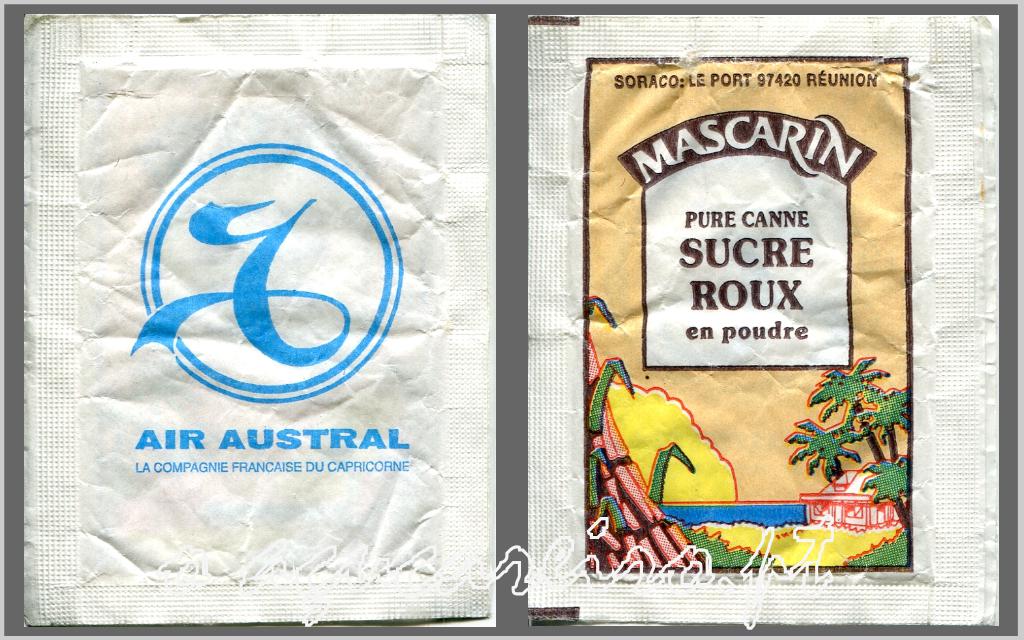 AIR AUSTRAL
LA COMPAGNIE FRANCAISE DU CAPRICORNE
SORACO: LE PORT 97420 RÉUNION
MASCARIN
PURE CANNE
SUCRE
ROUX
en poudre